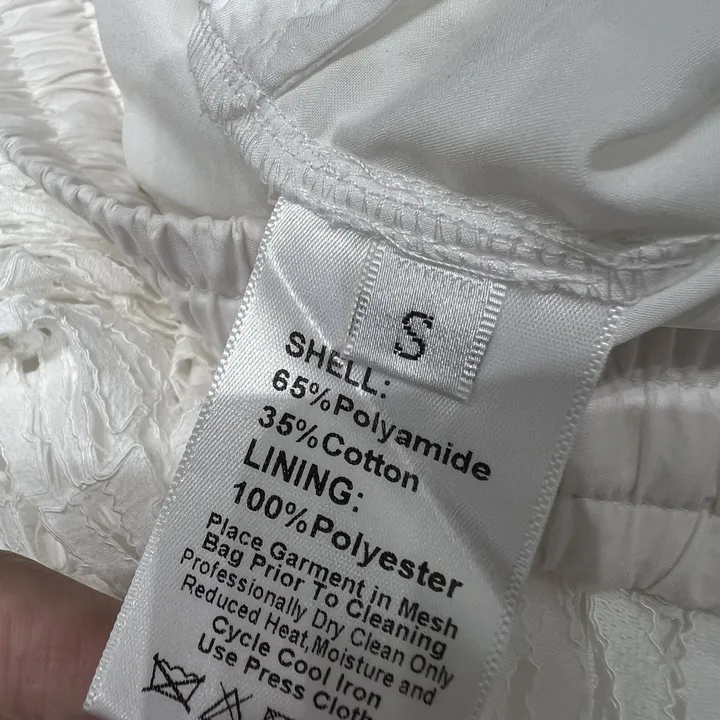 S
SHELL:
65%Polyamide
35%Cotton
LINING:
100%Polyester
Place Garment in Mesh
Bag Prior To Cleaning
Professionally Dry Clean Only
Reduced Heat,Moisture and
Cycle Cool Iron
Use Press Cloth